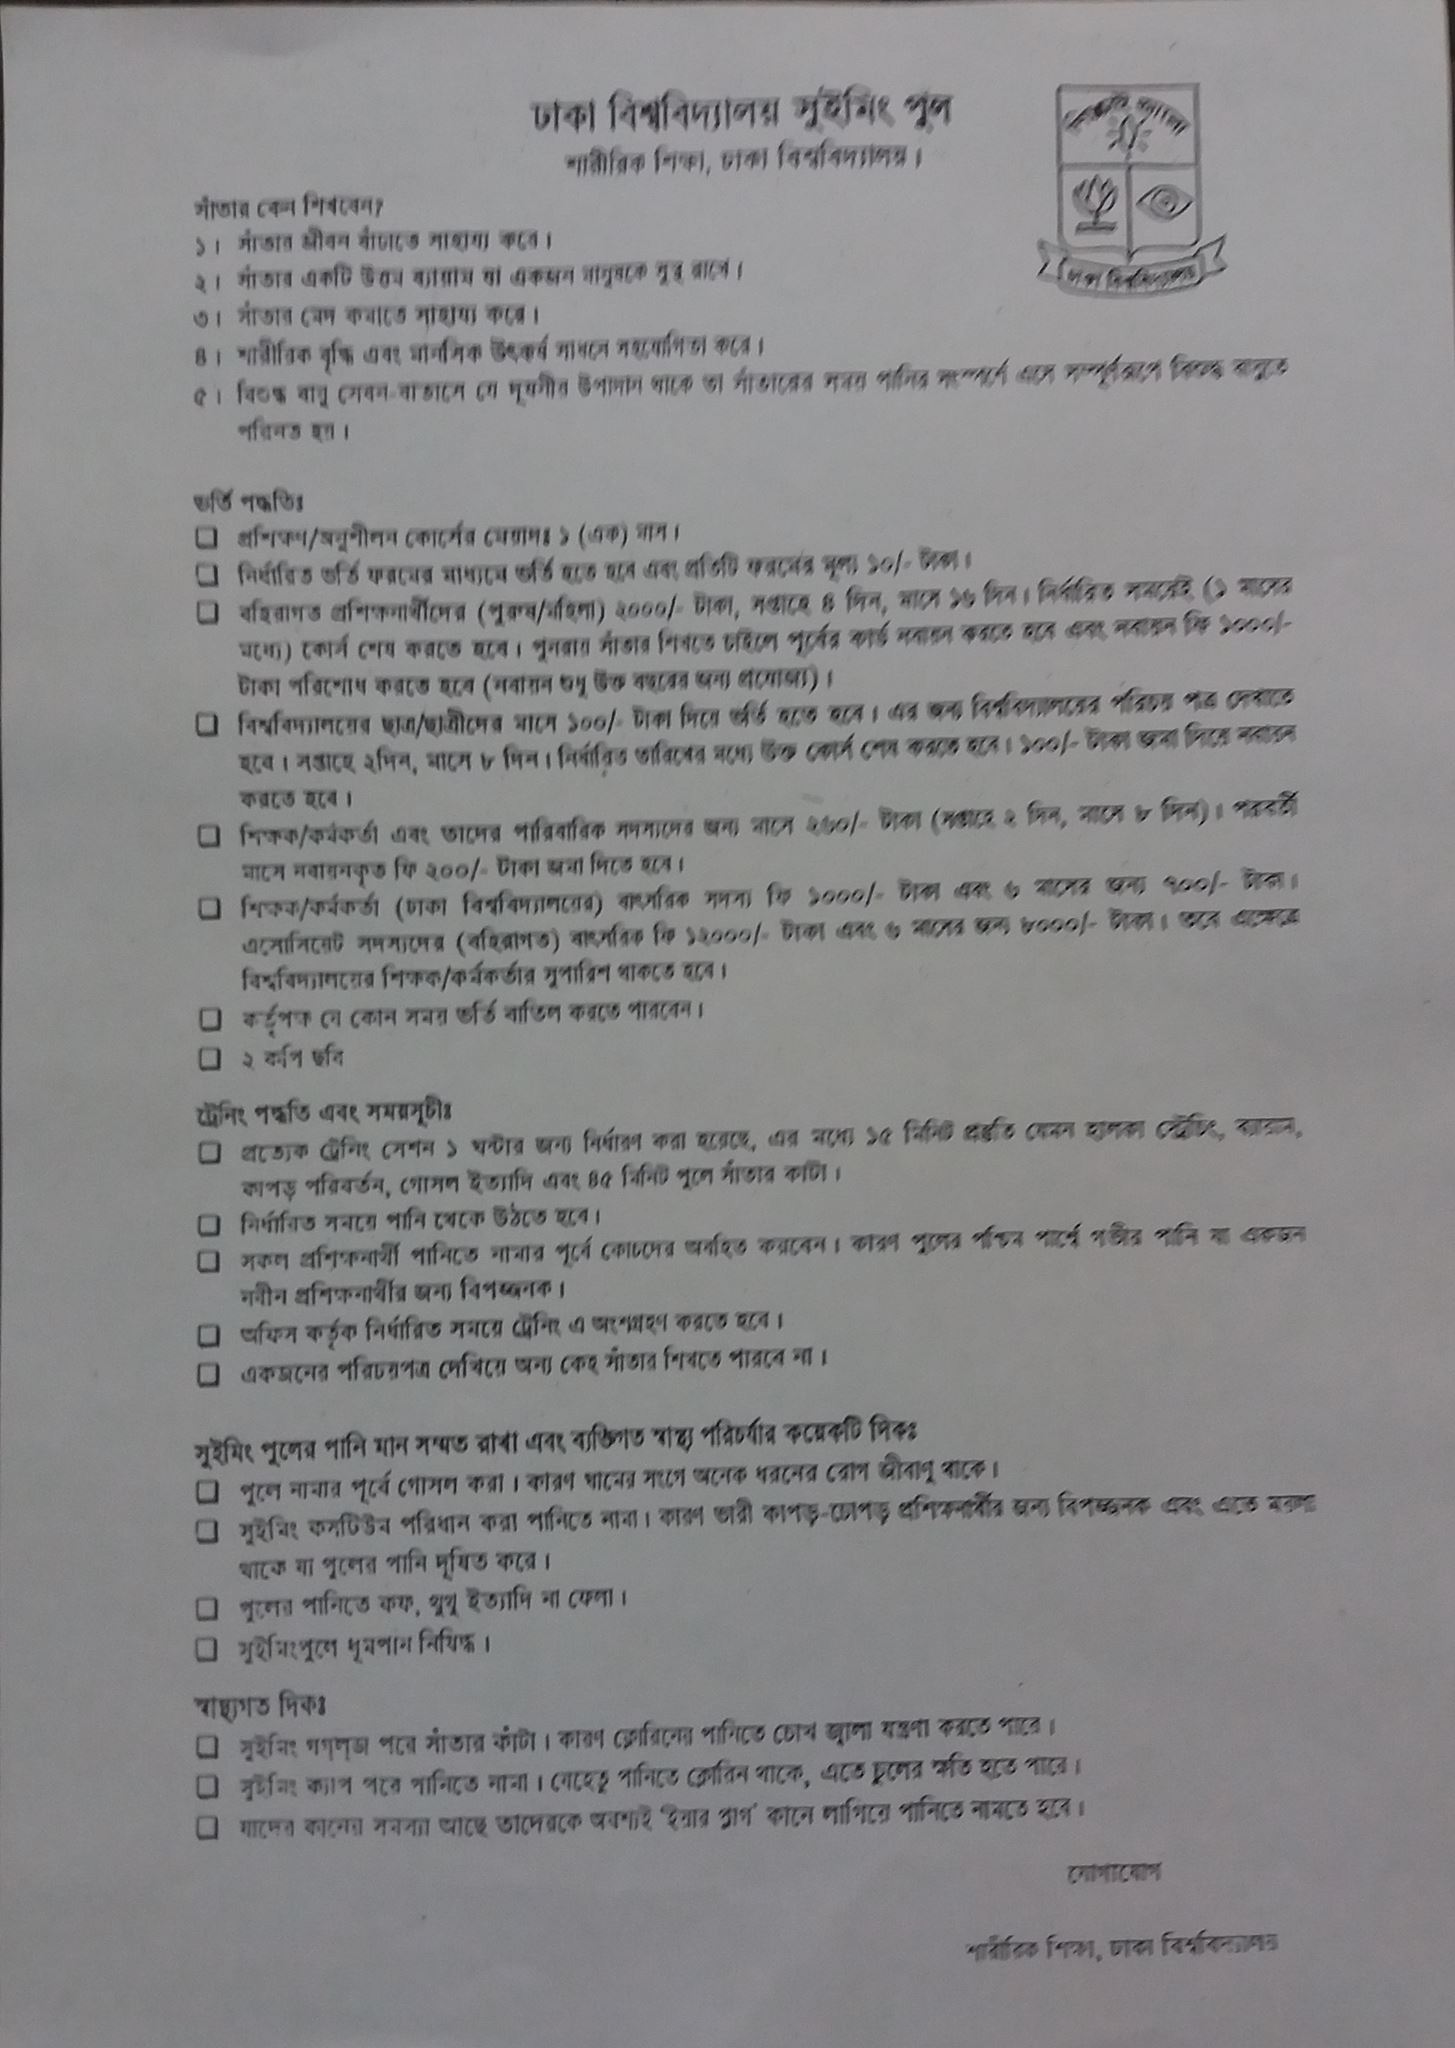 ঢাকা বিশ্ববিদ্যালয় সুইমিং পুল
শারীরিক শিক্ষা, ঢাকা বিশ্ববিদ্যালয়।
সাঁতার কেন শিখবেন?
১। সাঁতার জীবন বাঁচাতে সাহায্য করে।
২। সাঁতার একটি উত্তম ব্যায়াম যা একজন মানুষকে সুস্থ রাখে।
৩। সাঁতার মেদ কমাতে সাহায্য করে।
৪। শারীরিক বৃদ্ধি এবং মানসিক উৎকর্ষ সাধনে সহযোগিতা করে।
৫। বিশুদ্ধ বায়ু সেবন-বাতাসে যে দূষনীয় উপাদান থাকে তা সাঁতারের সময় পানির সংস্পর্শে এসে সম্পূর্ণরূপে বিশুদ্ধ বায়ুতে
পরিনত হয়।
ভর্তি পদ্ধতিঃ
প্রশিক্ষণ/অনুশীলন কোর্সের মেয়াদঃ ১ (এক) মাস।
নির্ধারিত ভর্তি ফরমের মাধ্যমে ভর্তি হতে হবে এবং প্রতিটি ফরমের মূল্য ১০/- টাকা।
বহিরাগত প্রশিক্ষনার্থীদের (পুরুষ/মহিলা) ২০০০/- টাকা, সপ্তাহে ৪ দিন, মাসে ১৬ দিন। নির্ধারিত সময়েই (১ মাসের
মধ্যে) কোর্স শেষ করতে হবে। পুনরায় সাঁতার শিখতে চাইলে পূর্বের কার্ড নবায়ন করতে হবে এবং নবায়ন ফি ১০০০/-
টাকা পরিশোধ করতে হবে (নবায়ন শুধু উক্ত বছরের জন্য প্রযোজ্য)।
বিশ্ববিদ্যালয়ের ছাত্র/ছাত্রীদের মাসে ১০০/- টাকা দিয়ে ভর্তি হতে হবে। এর জন্য বিশ্ববিদ্যালয়ের পরিচয় পত্র দেখাতে
হবে। সপ্তাহে ২দিন, মাসে ৮ দিন। নির্ধারিত তারিখের মধ্যে উক্ত কোর্স শেষ করতে হবে। ১০০/- টাকা জমা দিয়ে নবায়ন
করতে হবে।
শিক্ষক/কর্মকর্তা এবং তাদের পারিবারিক সদস্যদের জন্য মাসে ২৬০/- টাকা (সপ্তাহে ২ দিন, মাসে ৮ দিন)। পরবর্তী
মাসে নবায়নকৃত ফি ২০০/- টাকা জমা দিতে হবে।
শিক্ষক/কর্মকর্তা (ঢাকা বিশ্ববিদ্যালয়ের) বাৎসরিক সদস্য ফি ১০০০/- টাকা এবং ৬ মাসের জন্য ৭০০/- টাকা।
এসোসিয়েট সদস্যদের (বহিরাগত) বাৎসরিক ফি ১২০০০/- টাকা এবং ৬ মাসের জন্য ৮০০০/- টাকা। তবে এক্ষেত্রে
বিশ্ববিদ্যালয়ের শিক্ষক/কর্মকর্তার সুপারিশ থাকতে হবে।
কর্তৃপক্ষ যে কোন সময় ভর্তি বাতিল করতে পারবেন।
২ কপি ছবি
ট্রেনিং পদ্ধতি এবং সময়সূচীঃ
প্রত্যেক ট্রেনিং সেশন ১ ঘন্টার জন্য নির্ধারণ করা হয়েছে, এর মধ্যে ১৫ মিনিট প্রস্তুতি যেমন হালকা স্ট্রেচিং, ব্যায়াম,
কাপড় পরিবর্তন, গোসল ইত্যাদি এবং ৪৫ মিনিট পুলে সাঁতার কাটা।
নির্ধারিত সময়ে পানি থেকে উঠতে হবে।
সকল প্রশিক্ষনার্থী পানিতে নামার পূর্বে কোচদের অবহিত করবেন। কারণ পুলের পশ্চিম পার্শ্বে গভীর পানি যা একজন
নবীন প্রশিক্ষনার্থীর জন্য বিপজ্জনক।
অফিস কর্তৃক নির্ধারিত সময়ে ট্রেনিং এ অংশগ্রহণ করতে হবে।
একজনের পরিচয়পত্র দেখিয়ে অন্য কেহ সাঁতার শিখতে পারবে না।
সুইমিং পুলের পানি মান সম্মত রাখা এবং ব্যক্তিগত স্বাস্থ্য পরিচর্যার কয়েকটি দিকঃ
পুলে নামার পূর্বে গোসল করা। কারণ ঘামের সংগে অনেক ধরনের রোগ জীবাণু থাকে।
সুইমিং কসটিউম পরিধান করা পানিতে নামা। কারণ ভারী কাপড়-চোপড় প্রশিক্ষনার্থীর জন্য বিপজ্জনক এবং এতে ময়লা
থাকে যা পুলের পানি দূষিত করে।
পুলের পানিতে কফ, থুথু ইত্যাদি না ফেলা।
সুইমিংপুলে ধূমপান নিষিদ্ধ।
স্বাস্থ্যগত দিকঃ
সুইমিং গগল্‌জ পরে সাঁতার কাঁটা। কারণ ক্লোরিনের পানিতে চোখ জ্বালা যন্ত্রণা করতে পারে।
সুইমিং ক্যাপ পরে পানিতে নামা। যেহেতু পানিতে ক্লোরিন থাকে, এতে চুলের ক্ষতি হতে পারে।
যাদের কানের সমস্যা আছে তাদেরকে অবশ্যই 'ইয়ার প্লাগ' কানে লাগিয়ে পানিতে নামতে হবে।
যোগাযোগ
শারীরিক শিক্ষা, ঢাকা বিশ্ববিদ্যালয়